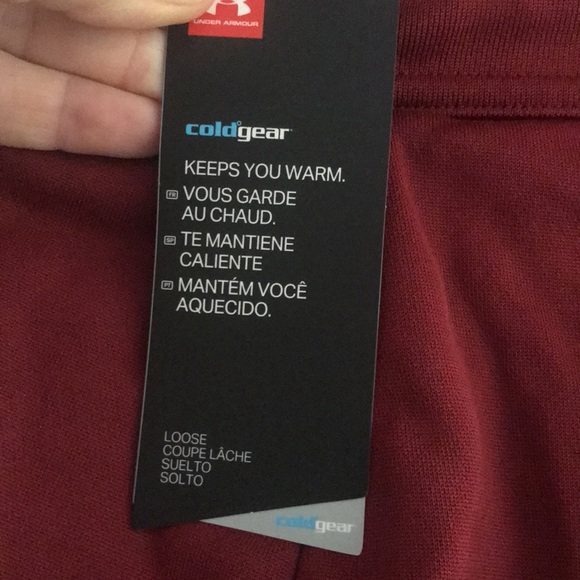 UNDER ARMOUR
coldgear
KEEPS YOU WARM.
FR VOUS GARDE
AU CHAUD.
SP TE MANTIENE
CALIENTE
PT MANTÉM VOCÊ
AQUECIDO.
LOOSE
COUPE LÂCHE
SUELTO
SOLTO
coldgear